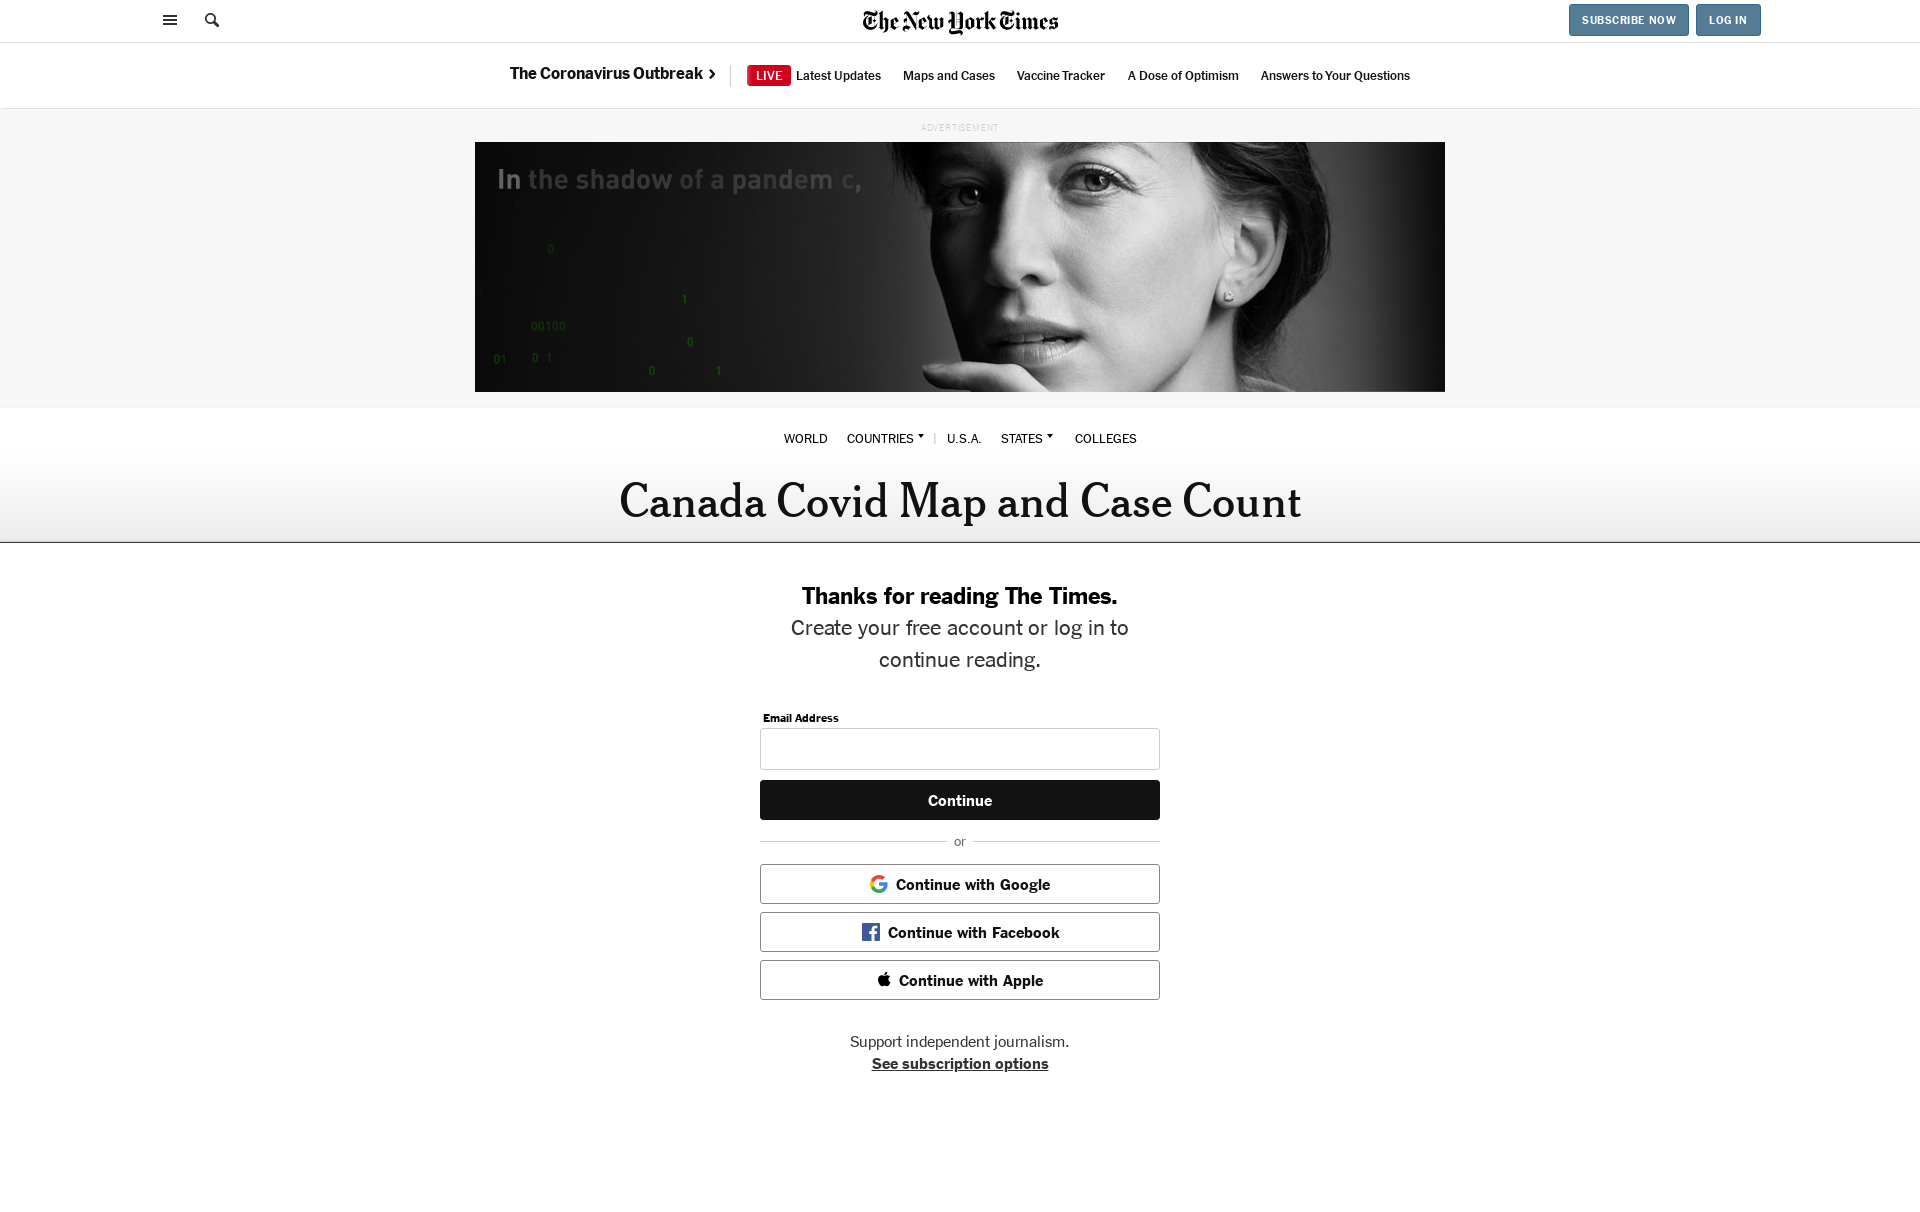 The New York Times
SUBSCRIBE NOW
LOG IN
The Coronavirus Outbreak ›
LIVE Latest Updates
Maps and Cases
Vaccine Tracker
A Dose of Optimism
Answers to Your Questions
ADVERTISEMENT
In the shadow of a pandem c,
0
1
00100
0
01
0 1
0
1
WORLD
COUNTRIES
U.S.A.
STATES
COLLEGES
Canada Covid Map and Case Count
Thanks for reading The Times.
Create your free account or log in to
continue reading.
Email Address
Continue
or
Continue with Google
Continue with Facebook
Continue with Apple
Support independent journalism.
See subscription options